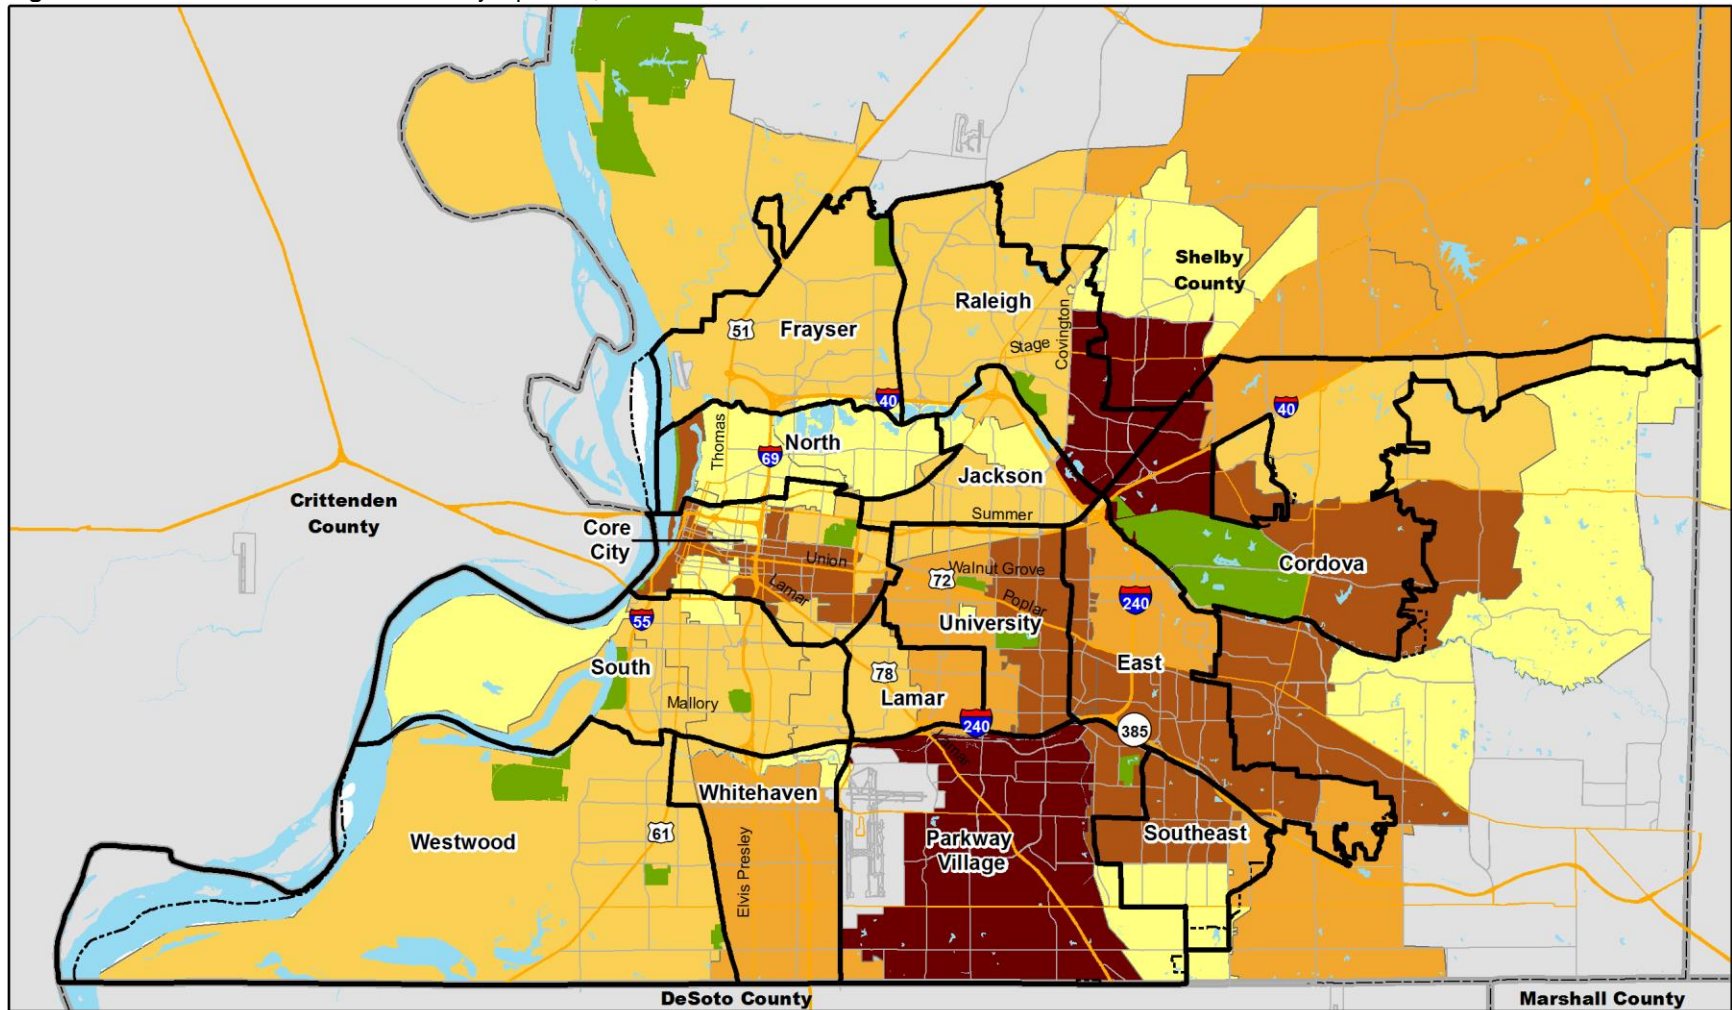 Shelby
County
Raleigh
Covington
Frayser
51
Stage
40
40
Thomas
North
69
Jackson
Crittenden
County
Summer
Core
City
Union
Walnut Grove
Cordova
72
Lamar
Poplar
240
55
University
South
East
78
Lamar
Mallory
240
385
Whitehaven
61
Westwood
Southeast
Parkway
Village
Elvis Presley
DeSoto County
Marshall County